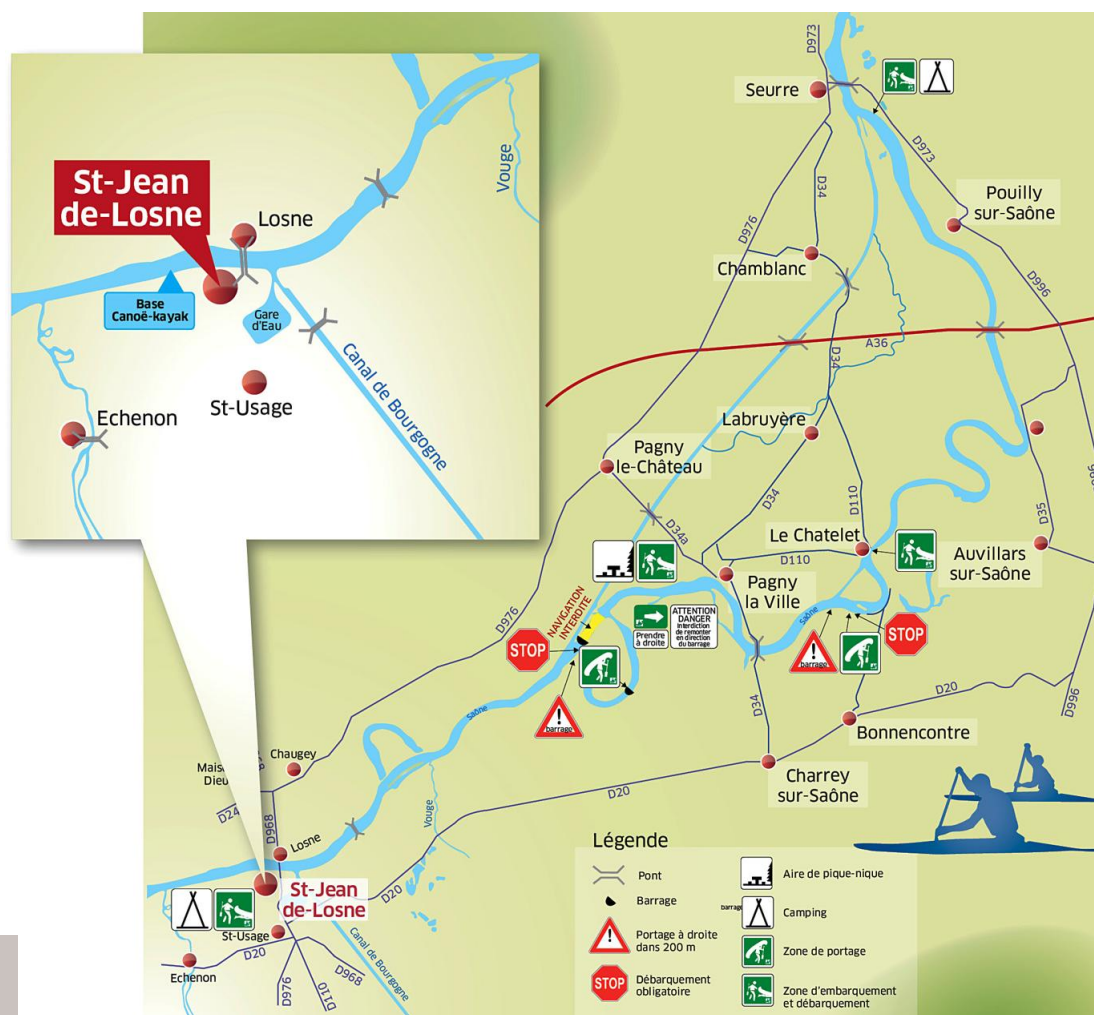 St-Jean
de-Losne
Losne
Vouge
Base
Canoë-kayak
Gare
d'Eau
Canal de Bourgogne
St-Usage
Echenon
D973
Seurre
D973
D34
Pouilly
sur-Saône
D976
Chamblanc
D996
A36
D34
Labruyère
Pagny
le-Château
D34
D110
D35
D34a
Le Chatelet
D110
Auvillars
sur-Saône
Pagny
la Ville
NAVIGATION
INTERDITE
Prendre
à droite
ATTENTION
DANGER
Interdiction
de remonter
en direction
du barrage
Saône
STOP
STOP
barrage
barrage
D976
D34
D20
D996
Bonnencontre
Saône
Chaugey
Charrey
sur-Saône
D20
D24
D968
Vouge
Losne
D20
St-Jean
de-Losne
St-Usage
D20
Echenon
D976
D110
D968
Canal de Bourgogne
Légende
Pont
Barrage
Portage à droite
dans 200 m
STOP
Débarquement
obligatoire
Aire de pique-nique
barrage
Camping
Zone de portage
Zone d'embarquement
et débarquement